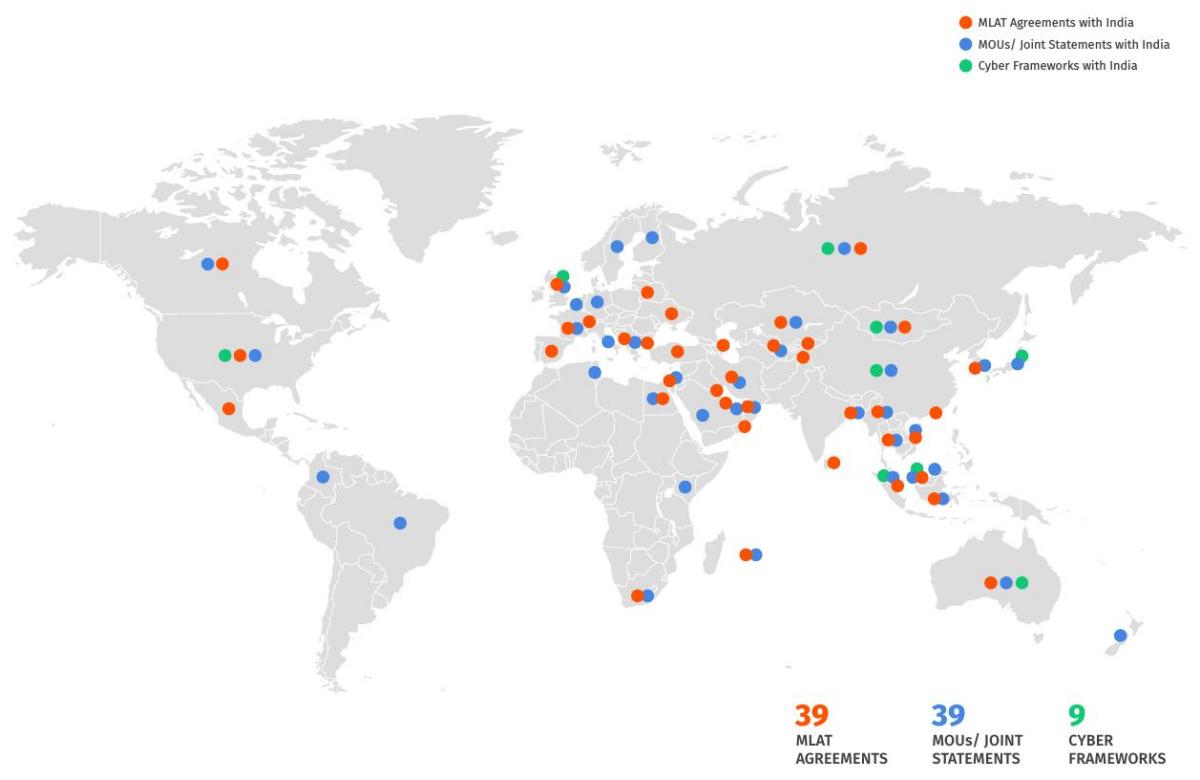 MLAT Agreements with India
MOUs/ Joint Statements with India
Cyber Frameworks with India
39
MLAT
AGREEMENTS
39
MOUs/ JOINT
STATEMENTS
9
CYBER
FRAMEWORKS